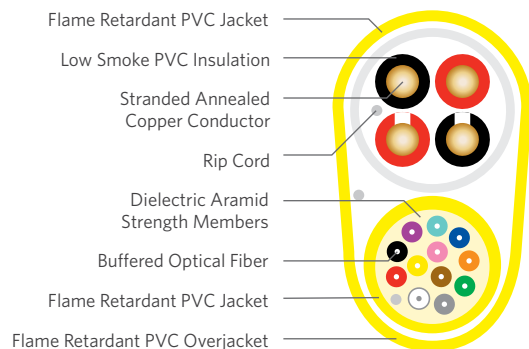 Flame Retardant PVC Jacket
Low Smoke PVC Insulation
Stranded Annealed
Copper Conductor
Rip Cord
Dielectric Aramid
Strength Members
Buffered Optical Fiber
Flame Retardant PVC Jacket
Flame Retardant PVC Overjacket